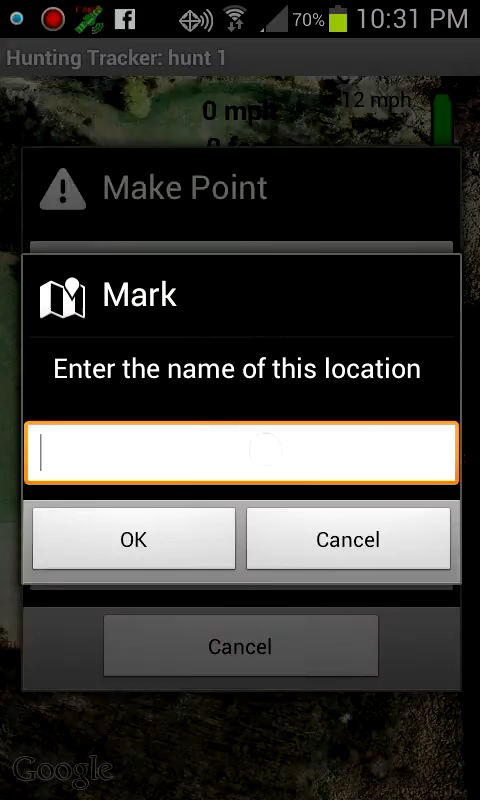 70% 10:31 PM
Hunting Tracker: hunt 1
12 mph
0 mph
Make Point
Mark
Enter the name of this location
OK Cancel
Cancel
Google